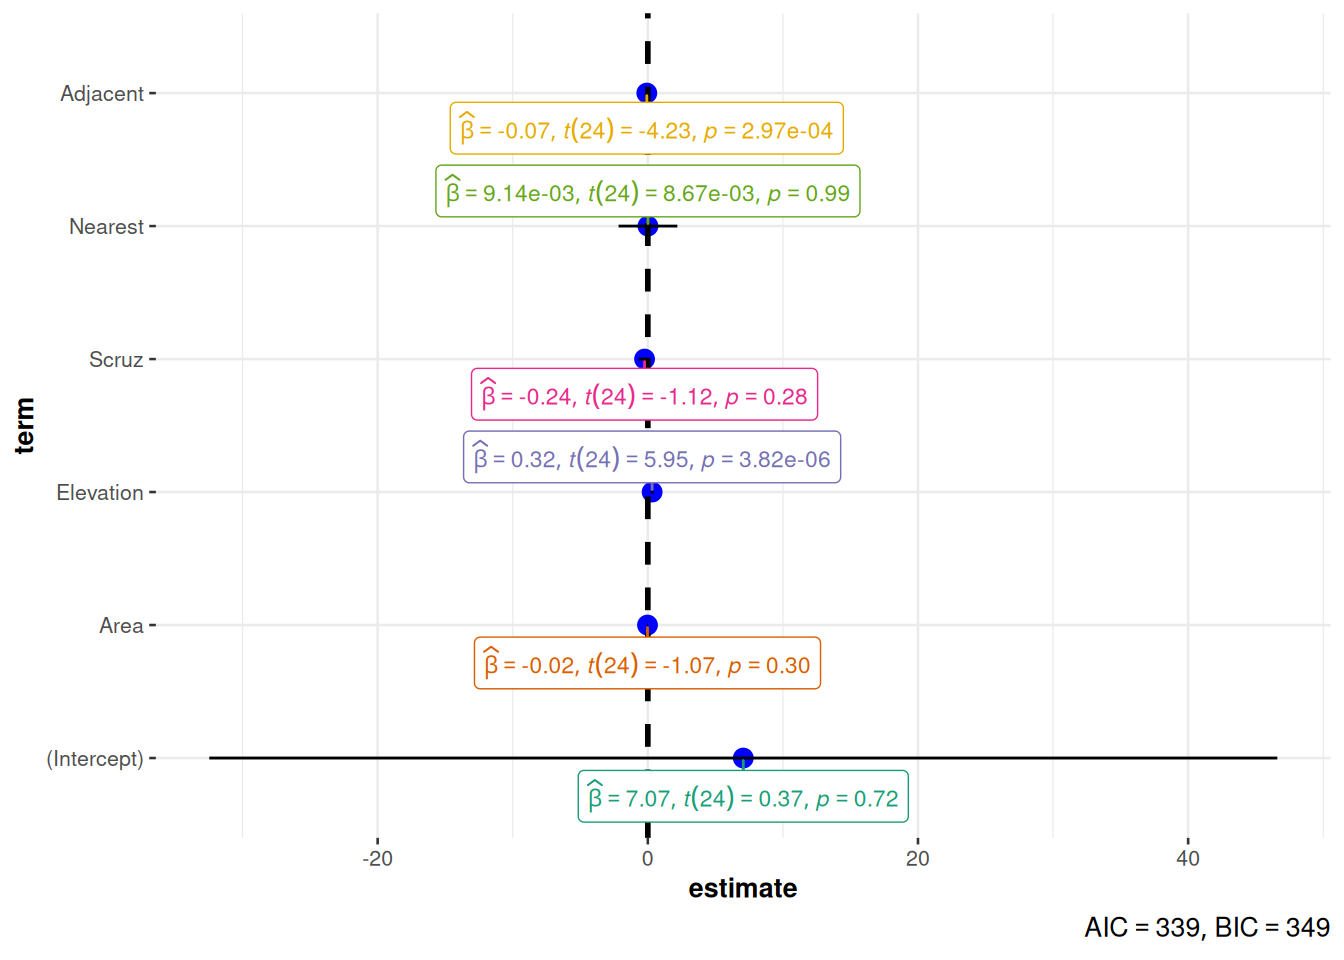 Adjacent
β̂ = -0.07, t(24) = -4.23, p = 2.97e-04
β̂ = 9.14e-03, t(24) = 8.67e-03, p = 0.99
Nearest
Scruz
β̂ = -0.24, t(24) = -1.12, p = 0.28
term
β̂ = 0.32, t(24) = 5.95, p = 3.82e-06
Elevation
Area
β̂ = -0.02, t(24) = -1.07, p = 0.30
(Intercept)
β̂ = 7.07, t(24) = 0.37, p = 0.72
-20 0 20 40
estimate
AIC = 339, BIC = 349